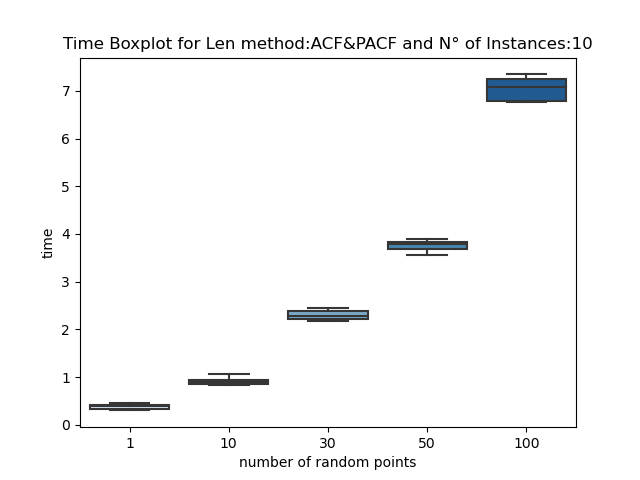 Time Boxplot for Len method:ACF&PACF and N° of Instances:10
7
6
5
4
3
2
1
0
time
1 10 30 50 100
number of random points